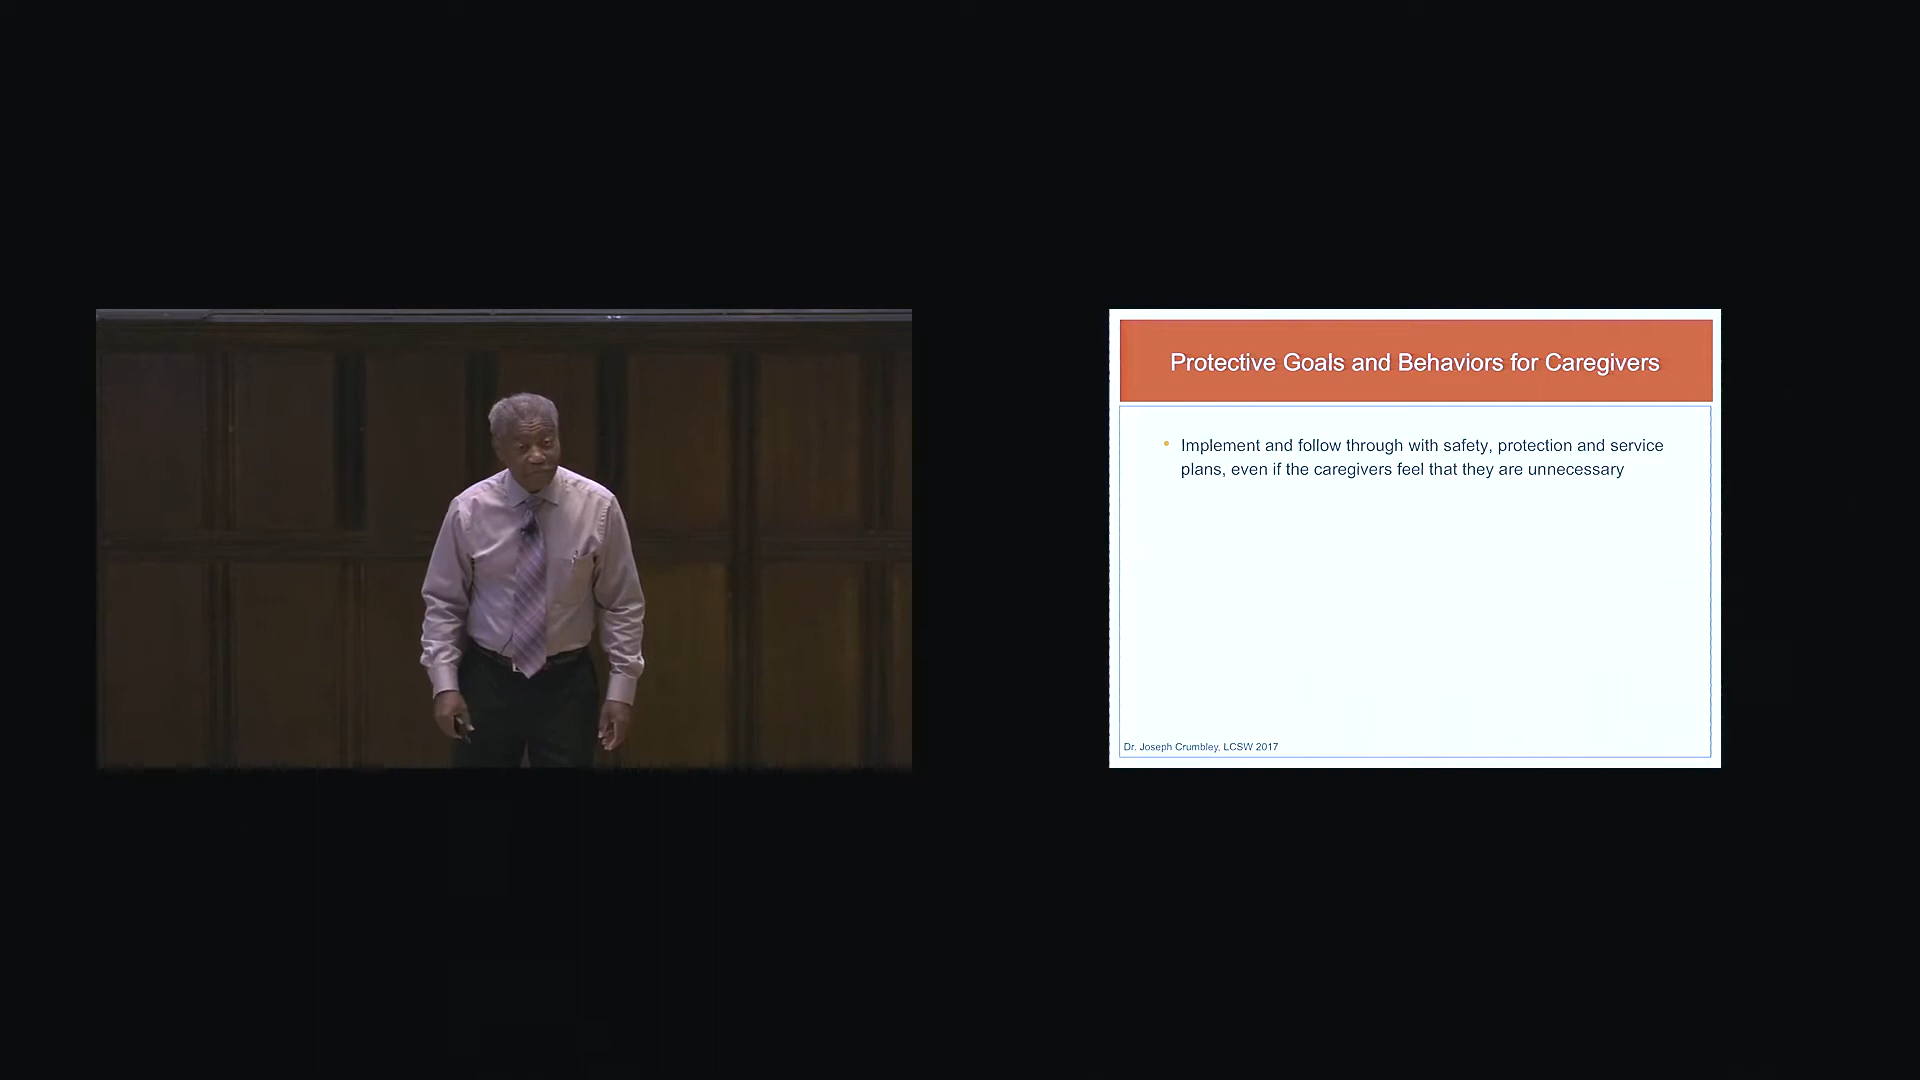 Protective Goals and Behaviors for Caregivers
• Implement and follow through with safety, protection and service
plans, even if the caregivers feel that they are unnecessary
Dr. Joseph Crumbley, LCSW 2017